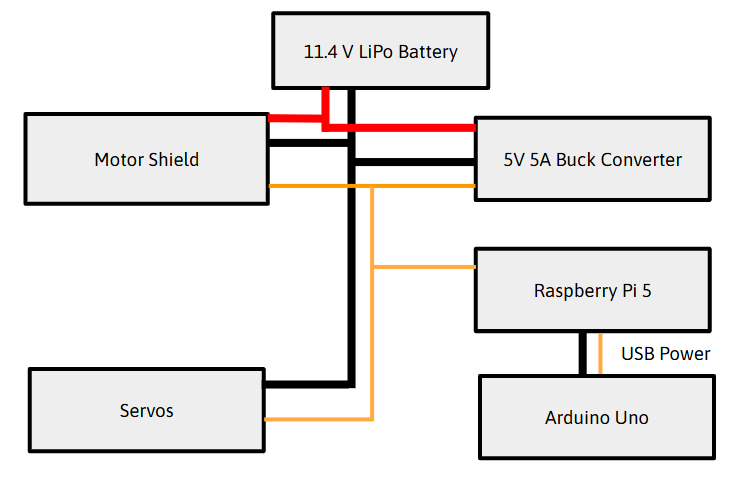 11.4 V LiPo Battery
Motor Shield
5V 5A Buck Converter
Raspberry Pi 5
USB Power
Servos
Arduino Uno